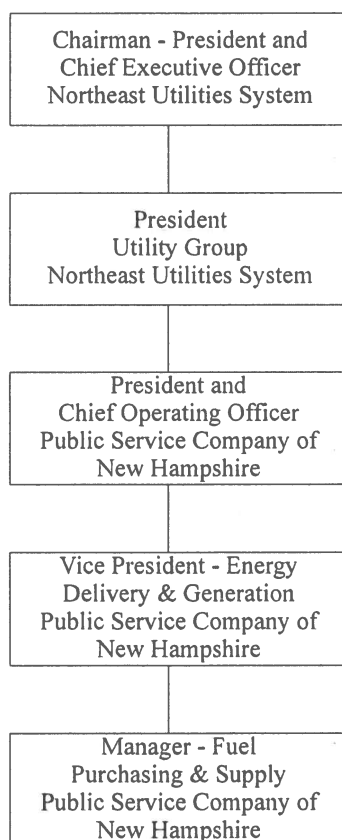 Chairman - President and
Chief Executive Officer
Northeast Utilities System
President
Utility Group
Northeast Utilities System
President and
Chief Operating Officer
Public Service Company of
New Hampshire
Vice President - Energy
Delivery & Generation
Public Service Company of
New Hampshire
Manager - Fuel
Purchasing & Supply
Public Service Company of
New Hampshire